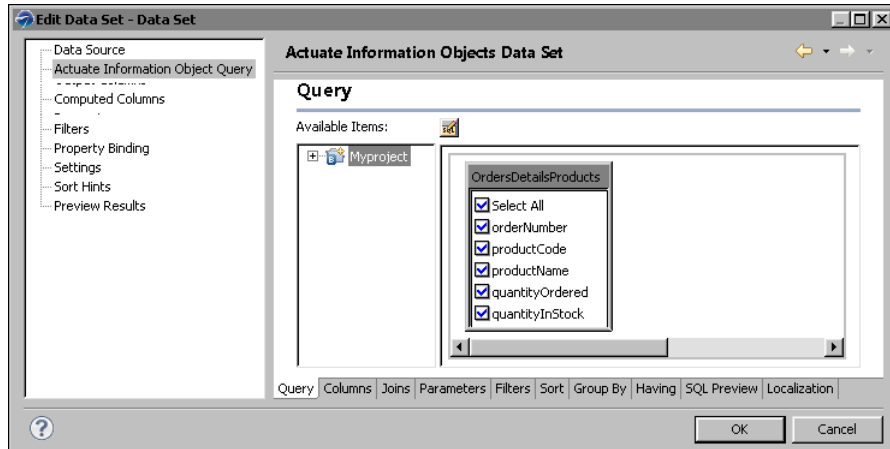 Edit Data Set - Data Set
Data Source
Actuate Information Object Query
Computed Columns
Filters
Property Binding
Settings
Sort Hints
Preview Results
Actuate Information Objects Data Set
Query
Available Items:
Myproject
OrdersDetailsProducts
Select All
orderNumber
productCode
productName
quantityOrdered
quantityInStock
Query Columns Joins Parameters Filters Sort Group By Having SQL Preview Localization
OK Cancel